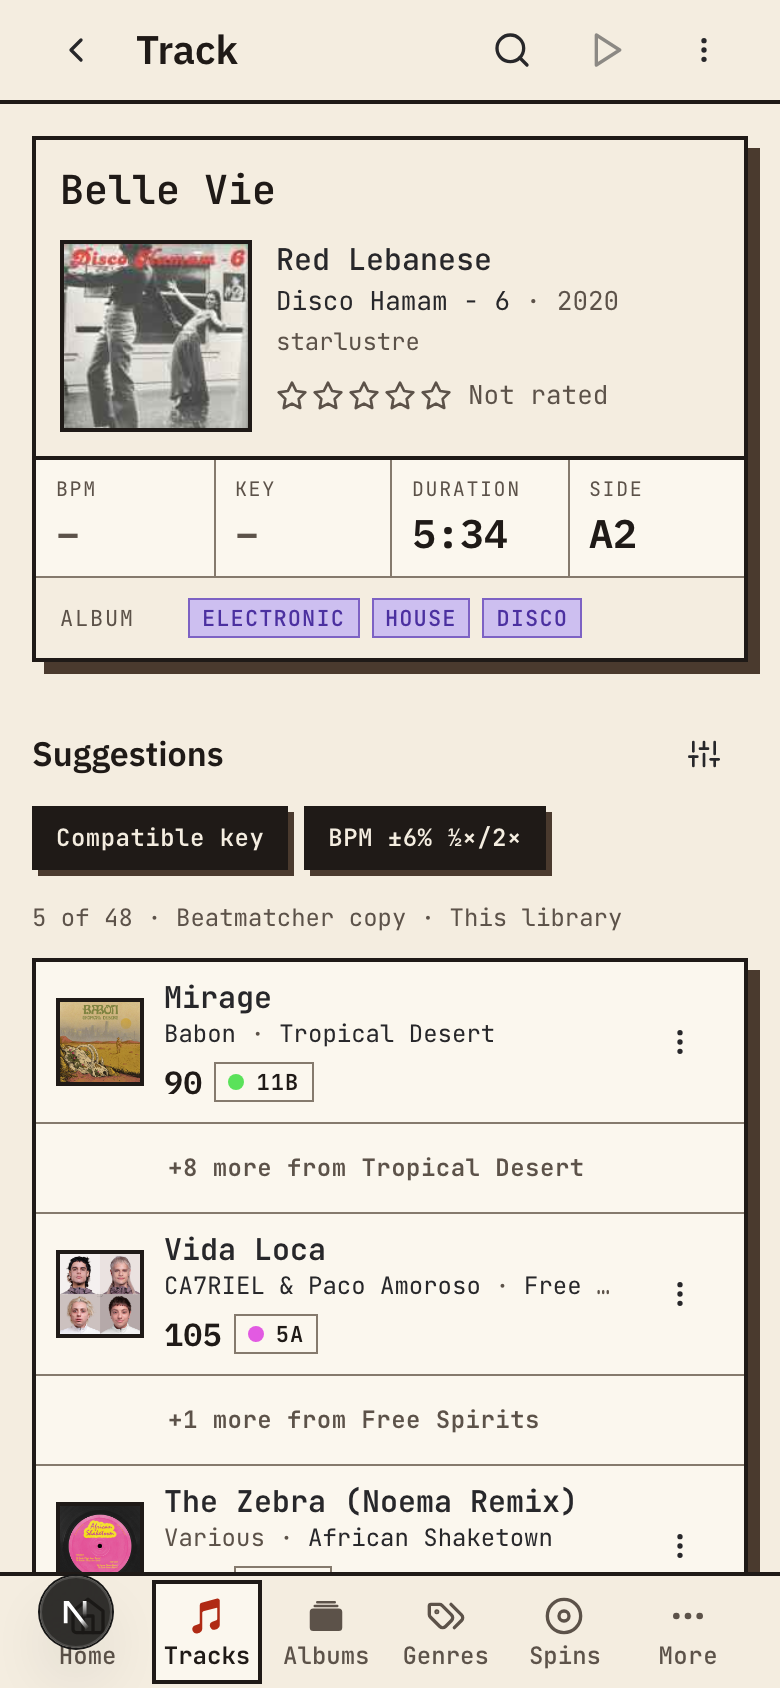 Track
Belle Vie
Disco Hamam - 6
Red Lebanese
Disco Hamam - 6 · 2020
starlustre
Not rated
BPM
–
KEY
–
DURATION
5:34
SIDE
A2
ALBUM ELECTRONIC HOUSE DISCO
Suggestions
Compatible key BPM ±6% ½×/2×
5 of 48 · Beatmatcher copy · This library
BABON
Mirage
Babon · Tropical Desert
90 11B
+8 more from Tropical Desert
Vida Loca
CA7RIEL & Paco Amoroso · Free …
105 5A
+1 more from Free Spirits
African
Shaketown
The Zebra (Noema Remix)
Various · African Shaketown
N
Home Tracks Albums Genres Spins More